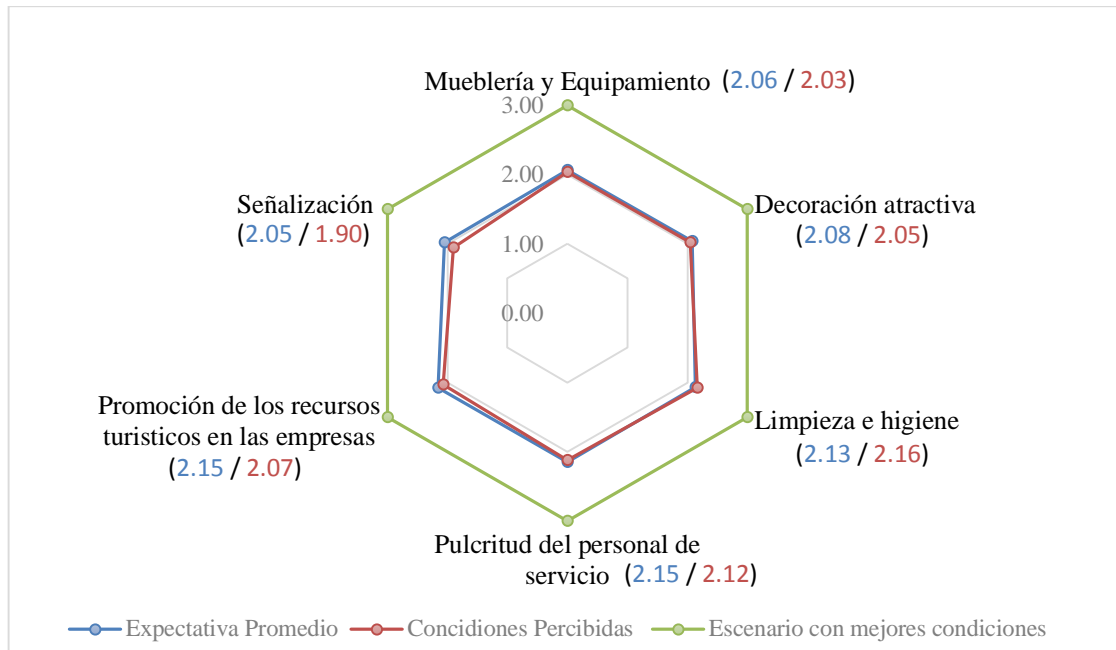 Mueblería y Equipamiento (2.06 / 2.03)
3.00
2.00
1.00
0.00
Señalización
(2.05 / 1.90)
Decoración atractiva
(2.08 / 2.05)
Promoción de los recursos
turisticos en las empresas
(2.15 / 2.07)
Limpieza e higiene
(2.13 / 2.16)
Pulcritud del personal de
servicio (2.15 / 2.12)
Expectativa Promedio
Concidiones Percibidas
Escenario con mejores condiciones